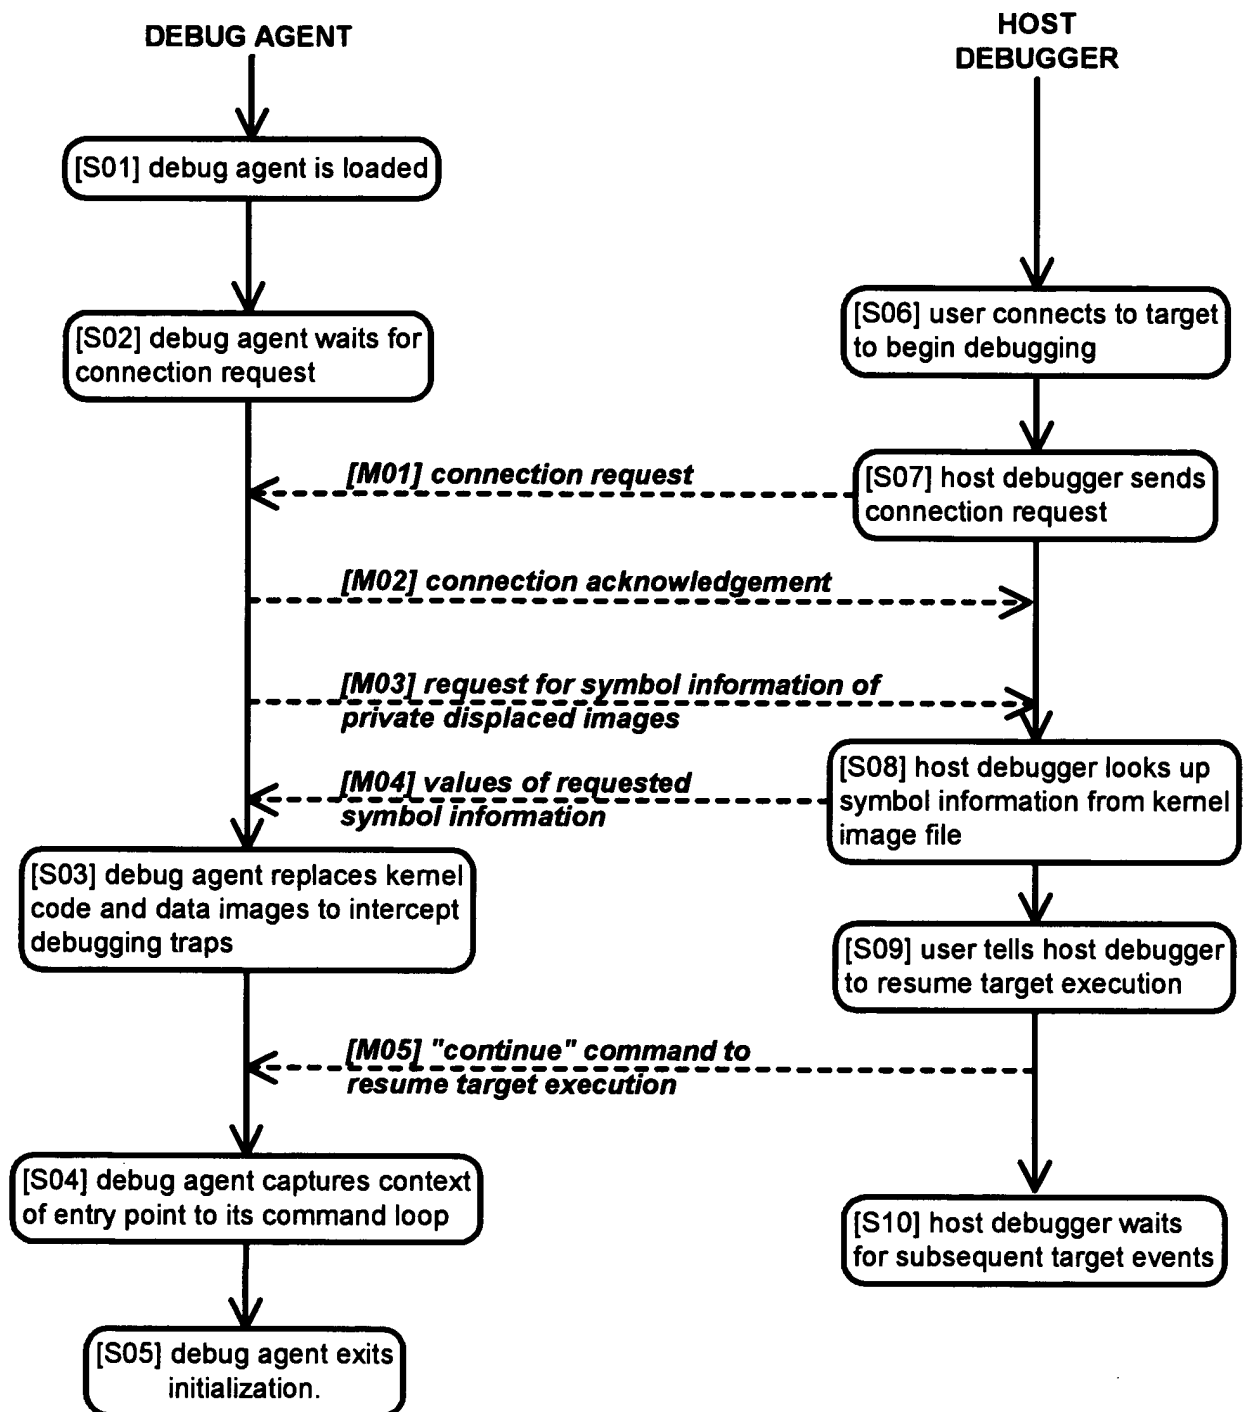 DEBUG AGENT
HOST
DEBUGGER
[S01] debug agent is loaded
[S02] debug agent waits for
connection request
[S06] user connects to target
to begin debugging
[M01] connection request
[S07] host debugger sends
connection request
[M02] connection acknowledgement
[M03] request for symbol information of
private displaced images
[M04] values of requested
symbol information
[S08] host debugger looks up
symbol information from kernel
image file
[S03] debug agent replaces kernel
code and data images to intercept
debugging traps
[S09] user tells host debugger
to resume target execution
[M05] "continue" command to
resume target execution
[S04] debug agent captures context
of entry point to its command loop
[S10] host debugger waits
for subsequent target events
[S05] debug agent exits
initialization.